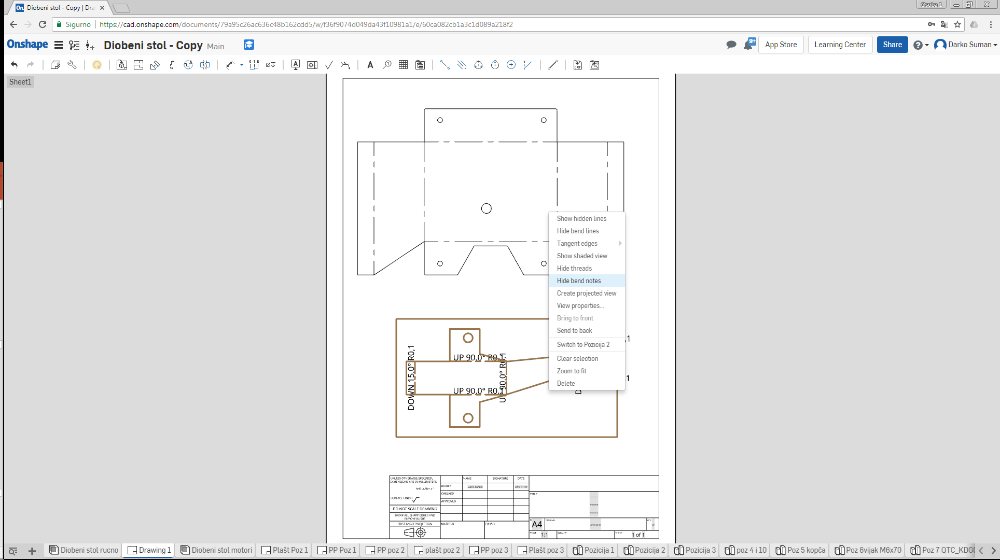 Diobeni stol - Copy | Dra
Osoba 1
Sigurno
https://cad.onshape.com/documents/79a95c26ac636c48b162cdd5/w/f36f9074d049da43f10981a1/e/60ca082cb1a3c1d089a218f2
Onshape
Diobeni stol - Copy Main
9+
App Store
Learning Center
Share
Darko Suman
Sheet1
Show hidden lines
Hide bend lines
Tangent edges
Show shaded view
Hide threads
Hide bend notes
Create projected view
View properties...
Bring to front
Send to back
Switch to Pozicija 2
Clear selection
Zoom to fit
Delete
DOWN 15,0° R0,1
UP 90,0° R0,1
UP 90,0° R0,1
UP 90,0° R0,1
,1
1
D
UNLESS OTHERWISE SPECIFIED,
DIMENSIONS ARE IN MILLIMETERS
SURFACE FINISH
DO NOT SCALE DRAWING
BREAK ALL SHARP EDGES AND
REMOVE BURRS
FIRST ANGLE PROJECTION
NAME SIGNATURE DATE
DRAWN Darko Suman
CHECKED
APPROVED
MATERIAL FINISH
TITLE
----
----
----
A4
----
-
SCALE 1:1 WEIGHT SHEET 1 of 1
Diobeni stol rucno
Drawing 1
Diobeni stol motori
Plašt Poz 1
PP Poz 1
PP poz 2
plašt poz 2
PP poz 3
Plašt poz 3
Pozicija 1
Pozicija 2
Pozicija 3
poz 4 i 10
Poz 5 kopča
Poz 6vijak M6x70
Poz 7 QTC_KDG